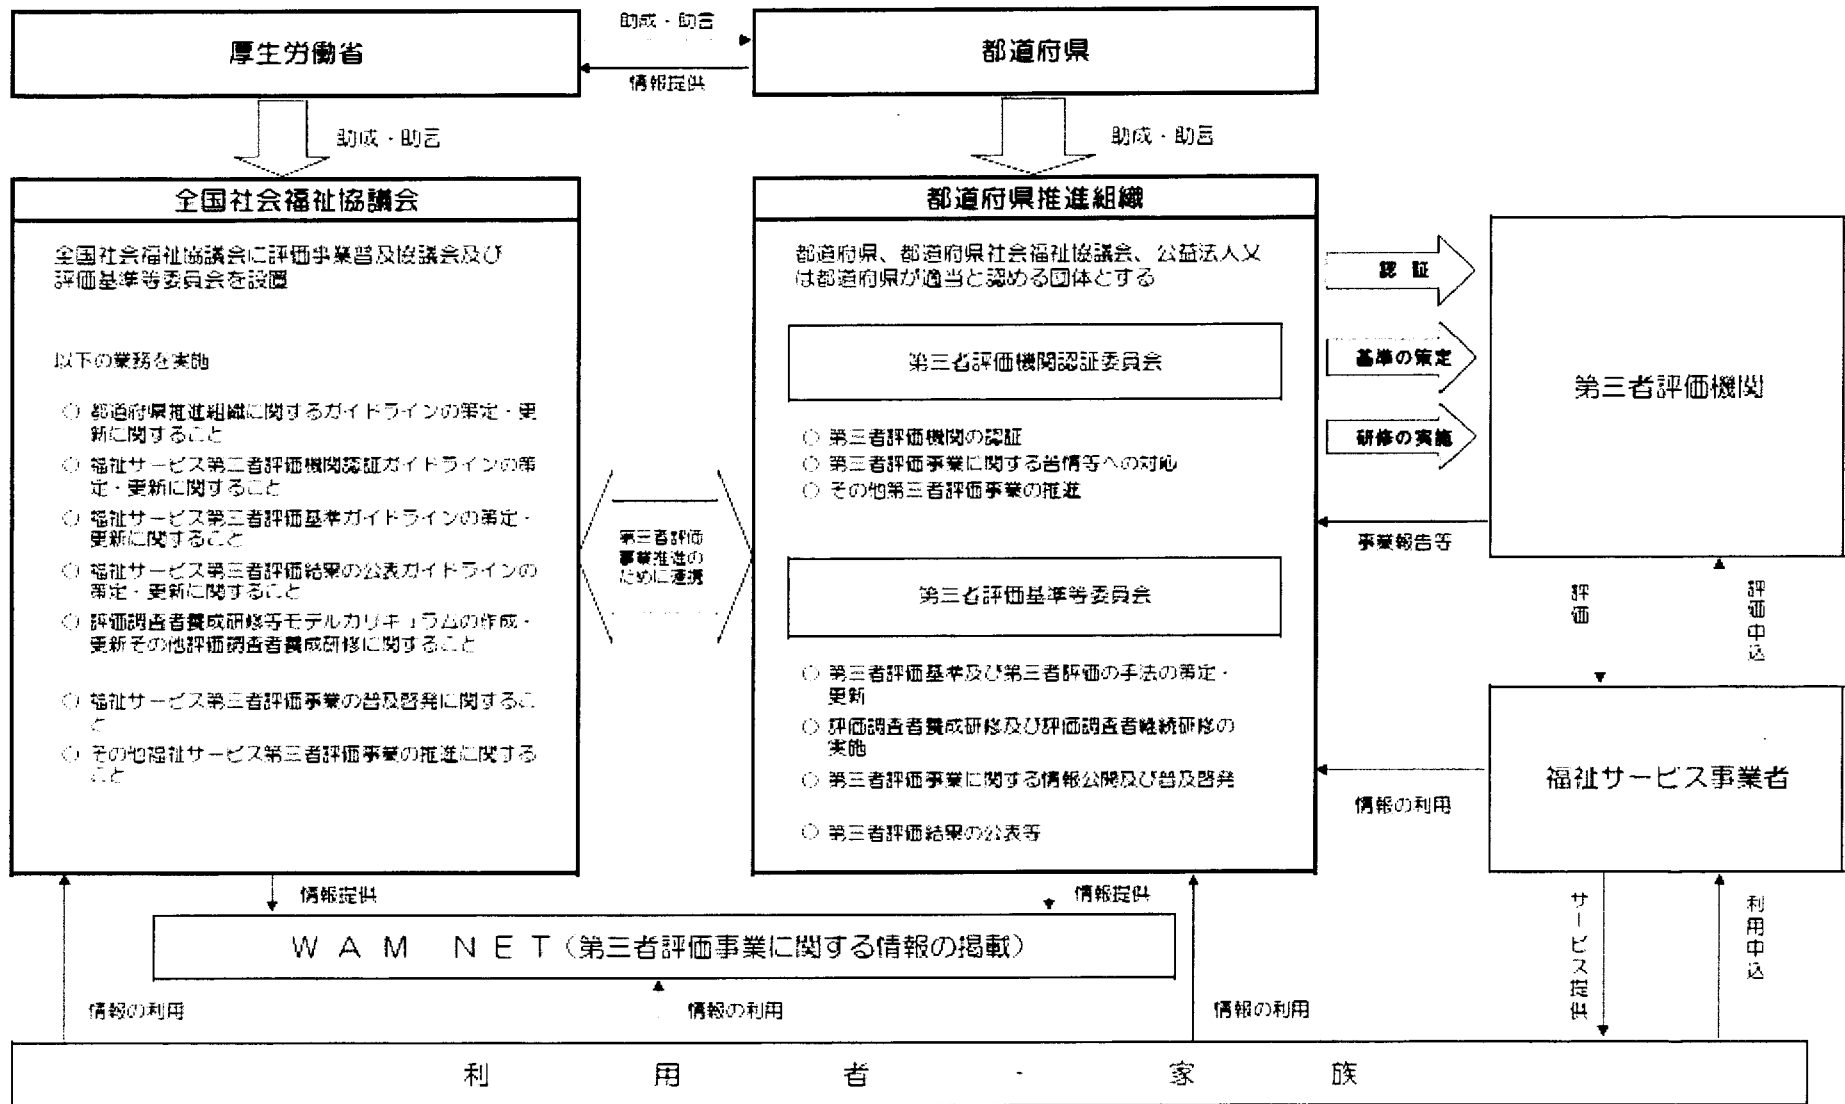 厚生労働省
助成・助言
情報提供
都道府県
助成・助言
助成・助言
全国社会福祉協議会
全国社会福祉協議会に評価事業普及協議会及び
評価基準等委員会を設置
以下の業務を実施
○ 都道府県推進組織に関するガイドラインの策定・更
新に関すること
○ 福祉サービス第三者評価機関認証ガイドラインの策
定・更新に関すること
○ 福祉サービス第三者評価基準ガイドラインの策定・
更新に関すること
○ 福祉サービス第三者評価結果の公表ガイドラインの
策定・更新に関すること
○ 評価調査者養成研修等モデルカリキュラムの作成・
更新その他評価調査者養成研修に関すること
○ 福祉サービス第三者評価事業の普及啓発に関するこ
と
○ その他福祉サービス第三者評価事業の推進に関する
こと
第三者評価
事業推進の
ために連携
都道府県推進組織
都道府県、都道府県社会福祉協議会、公益法人又
は都道府県が適当と認める団体とする
第三者評価機関認証委員会
○ 第三者評価機関の認証
○ 第三者評価事業に関する苦情等への対応
○ その他第三者評価事業の推進
第三者評価基準等委員会
○ 第三者評価基準及び第三者評価の手法の策定・
更新
○ 評価調査者養成研修及び評価調査者継続研修の
実施
○ 第三者評価事業に関する情報公開及び普及啓発
○ 第三者評価結果の公表等
認証
基準の策定
研修の実施
事業報告等
第三者評価機関
評価
評価申込
福祉サービス事業者
情報の利用
サービス提供
利用申込
情報提供
情報提供
WAM NET(第三者評価事業に関する情報の掲載)
情報の利用
情報の利用
情報の利用
利用者・家族